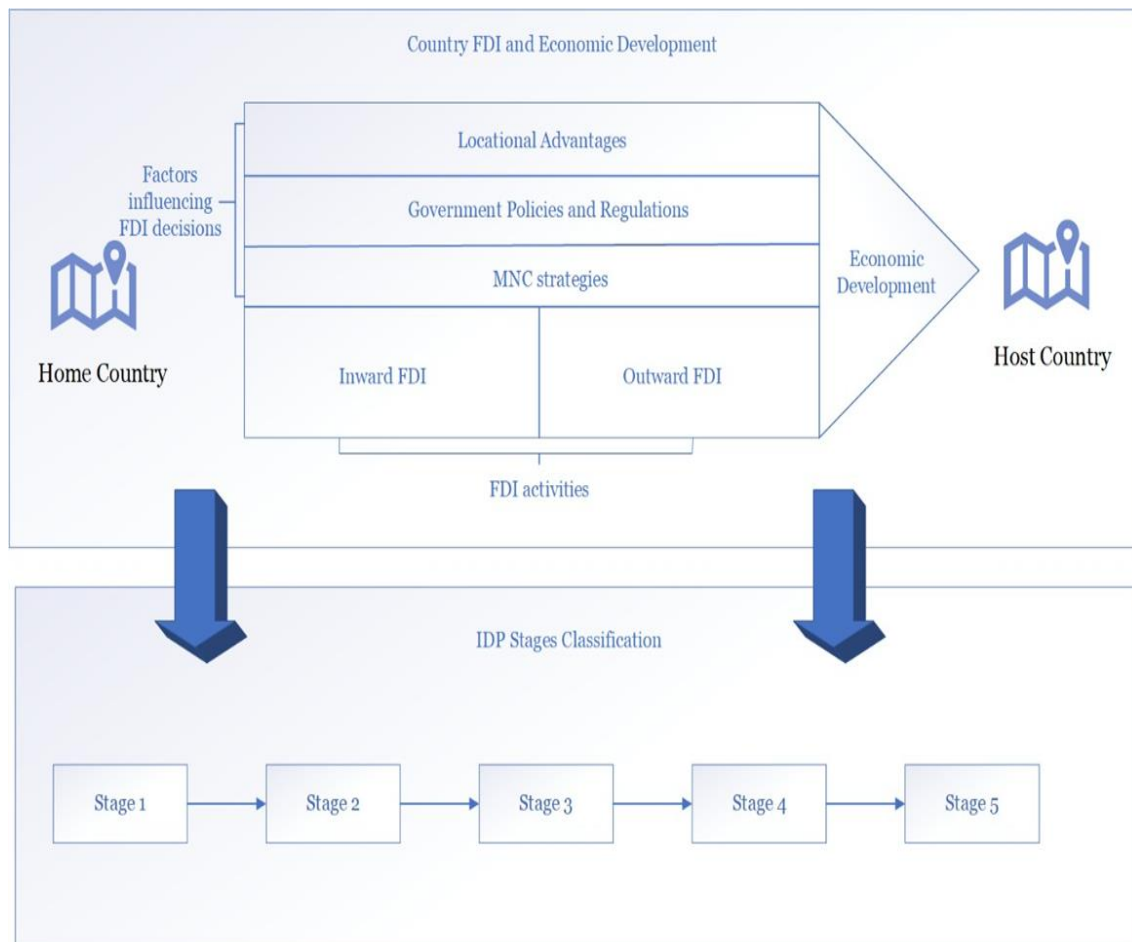 Country FDI and Economic Development
Locational Advantages
Factors
influencing
FDI decisions
Government Policies and Regulations
MNC strategies
Economic
Development
Home Country
Host Country
Inward FDI
Outward FDI
FDI activities
IDP Stages Classification
Stage 1
Stage 2
Stage 3
Stage 4
Stage 5